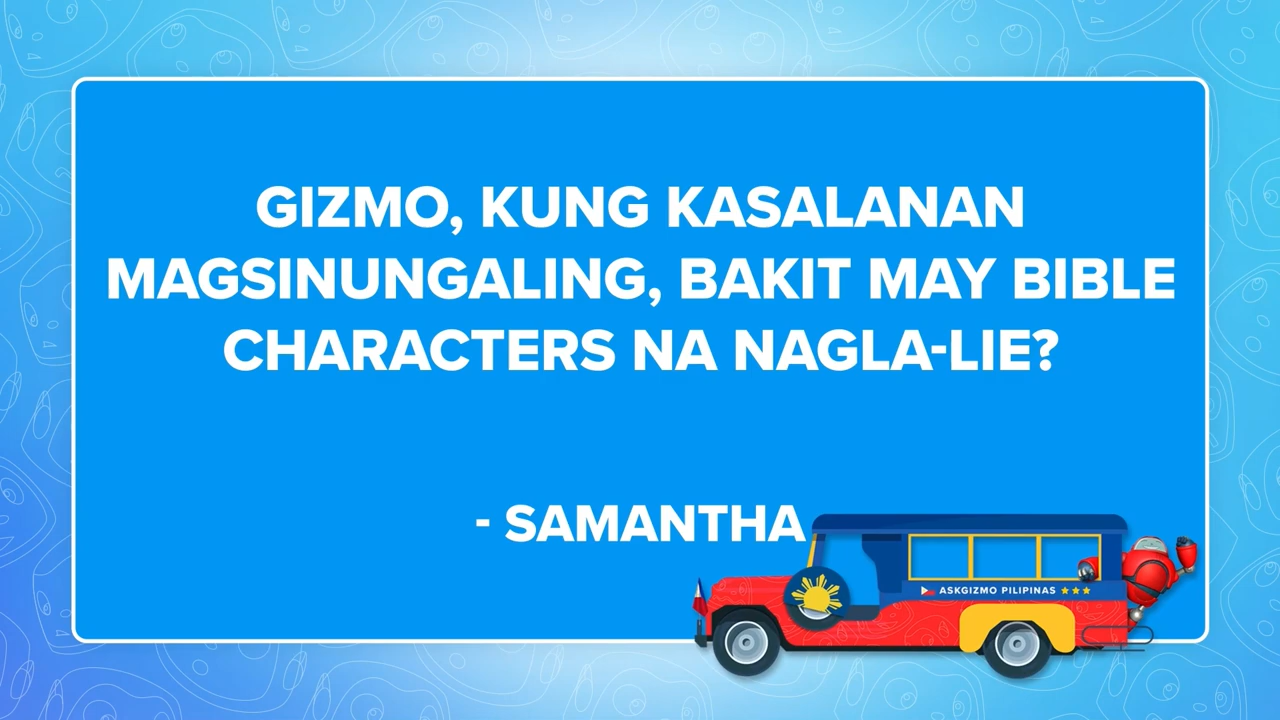 GIZMO, KUNG KASALANAN
MAGSINUNGALING, BAKIT MAY BIBLE
CHARACTERS NA NAGLA-LIE?
- SAMANTHA
ASKGIZMO PILIPINAS